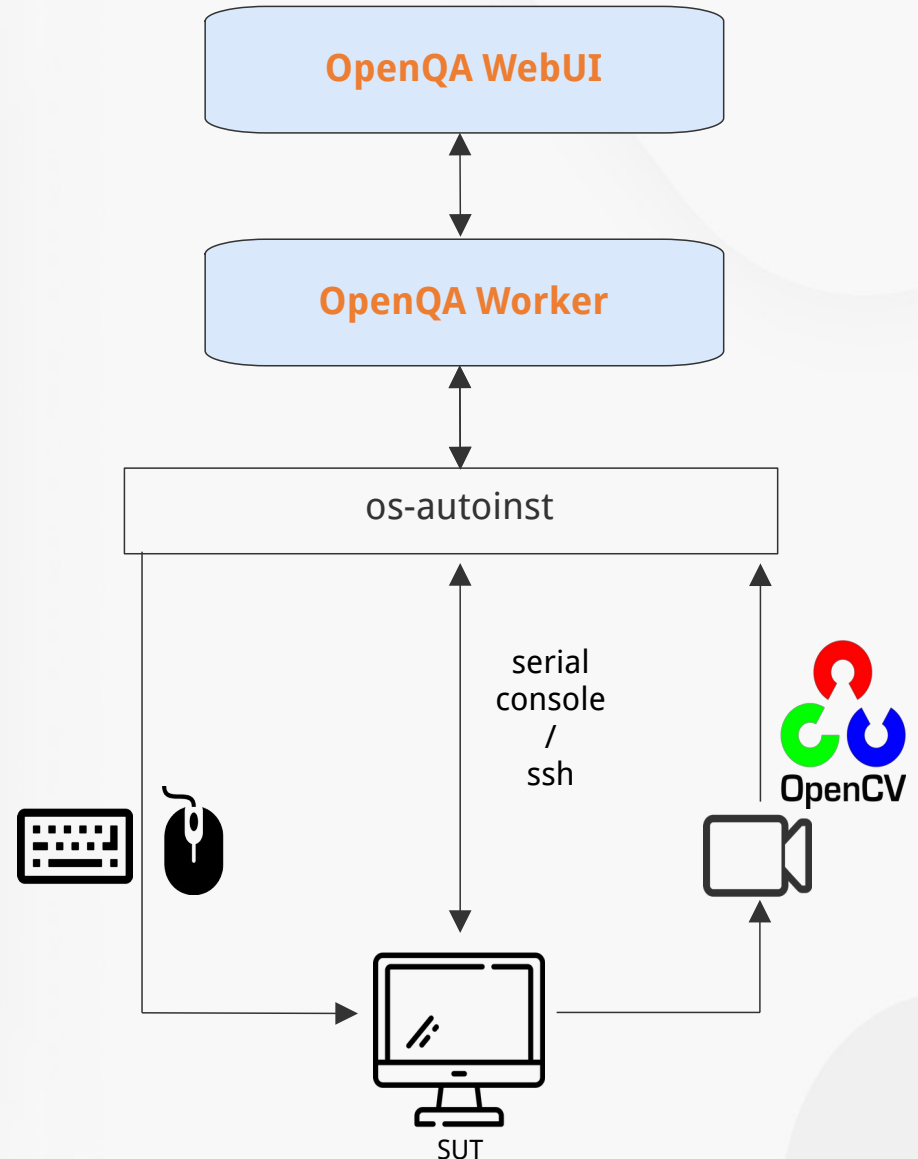 OpenQA WebUI
OpenQA Worker
os-autoinst
serial
console
/
ssh
OpenCV
SUT